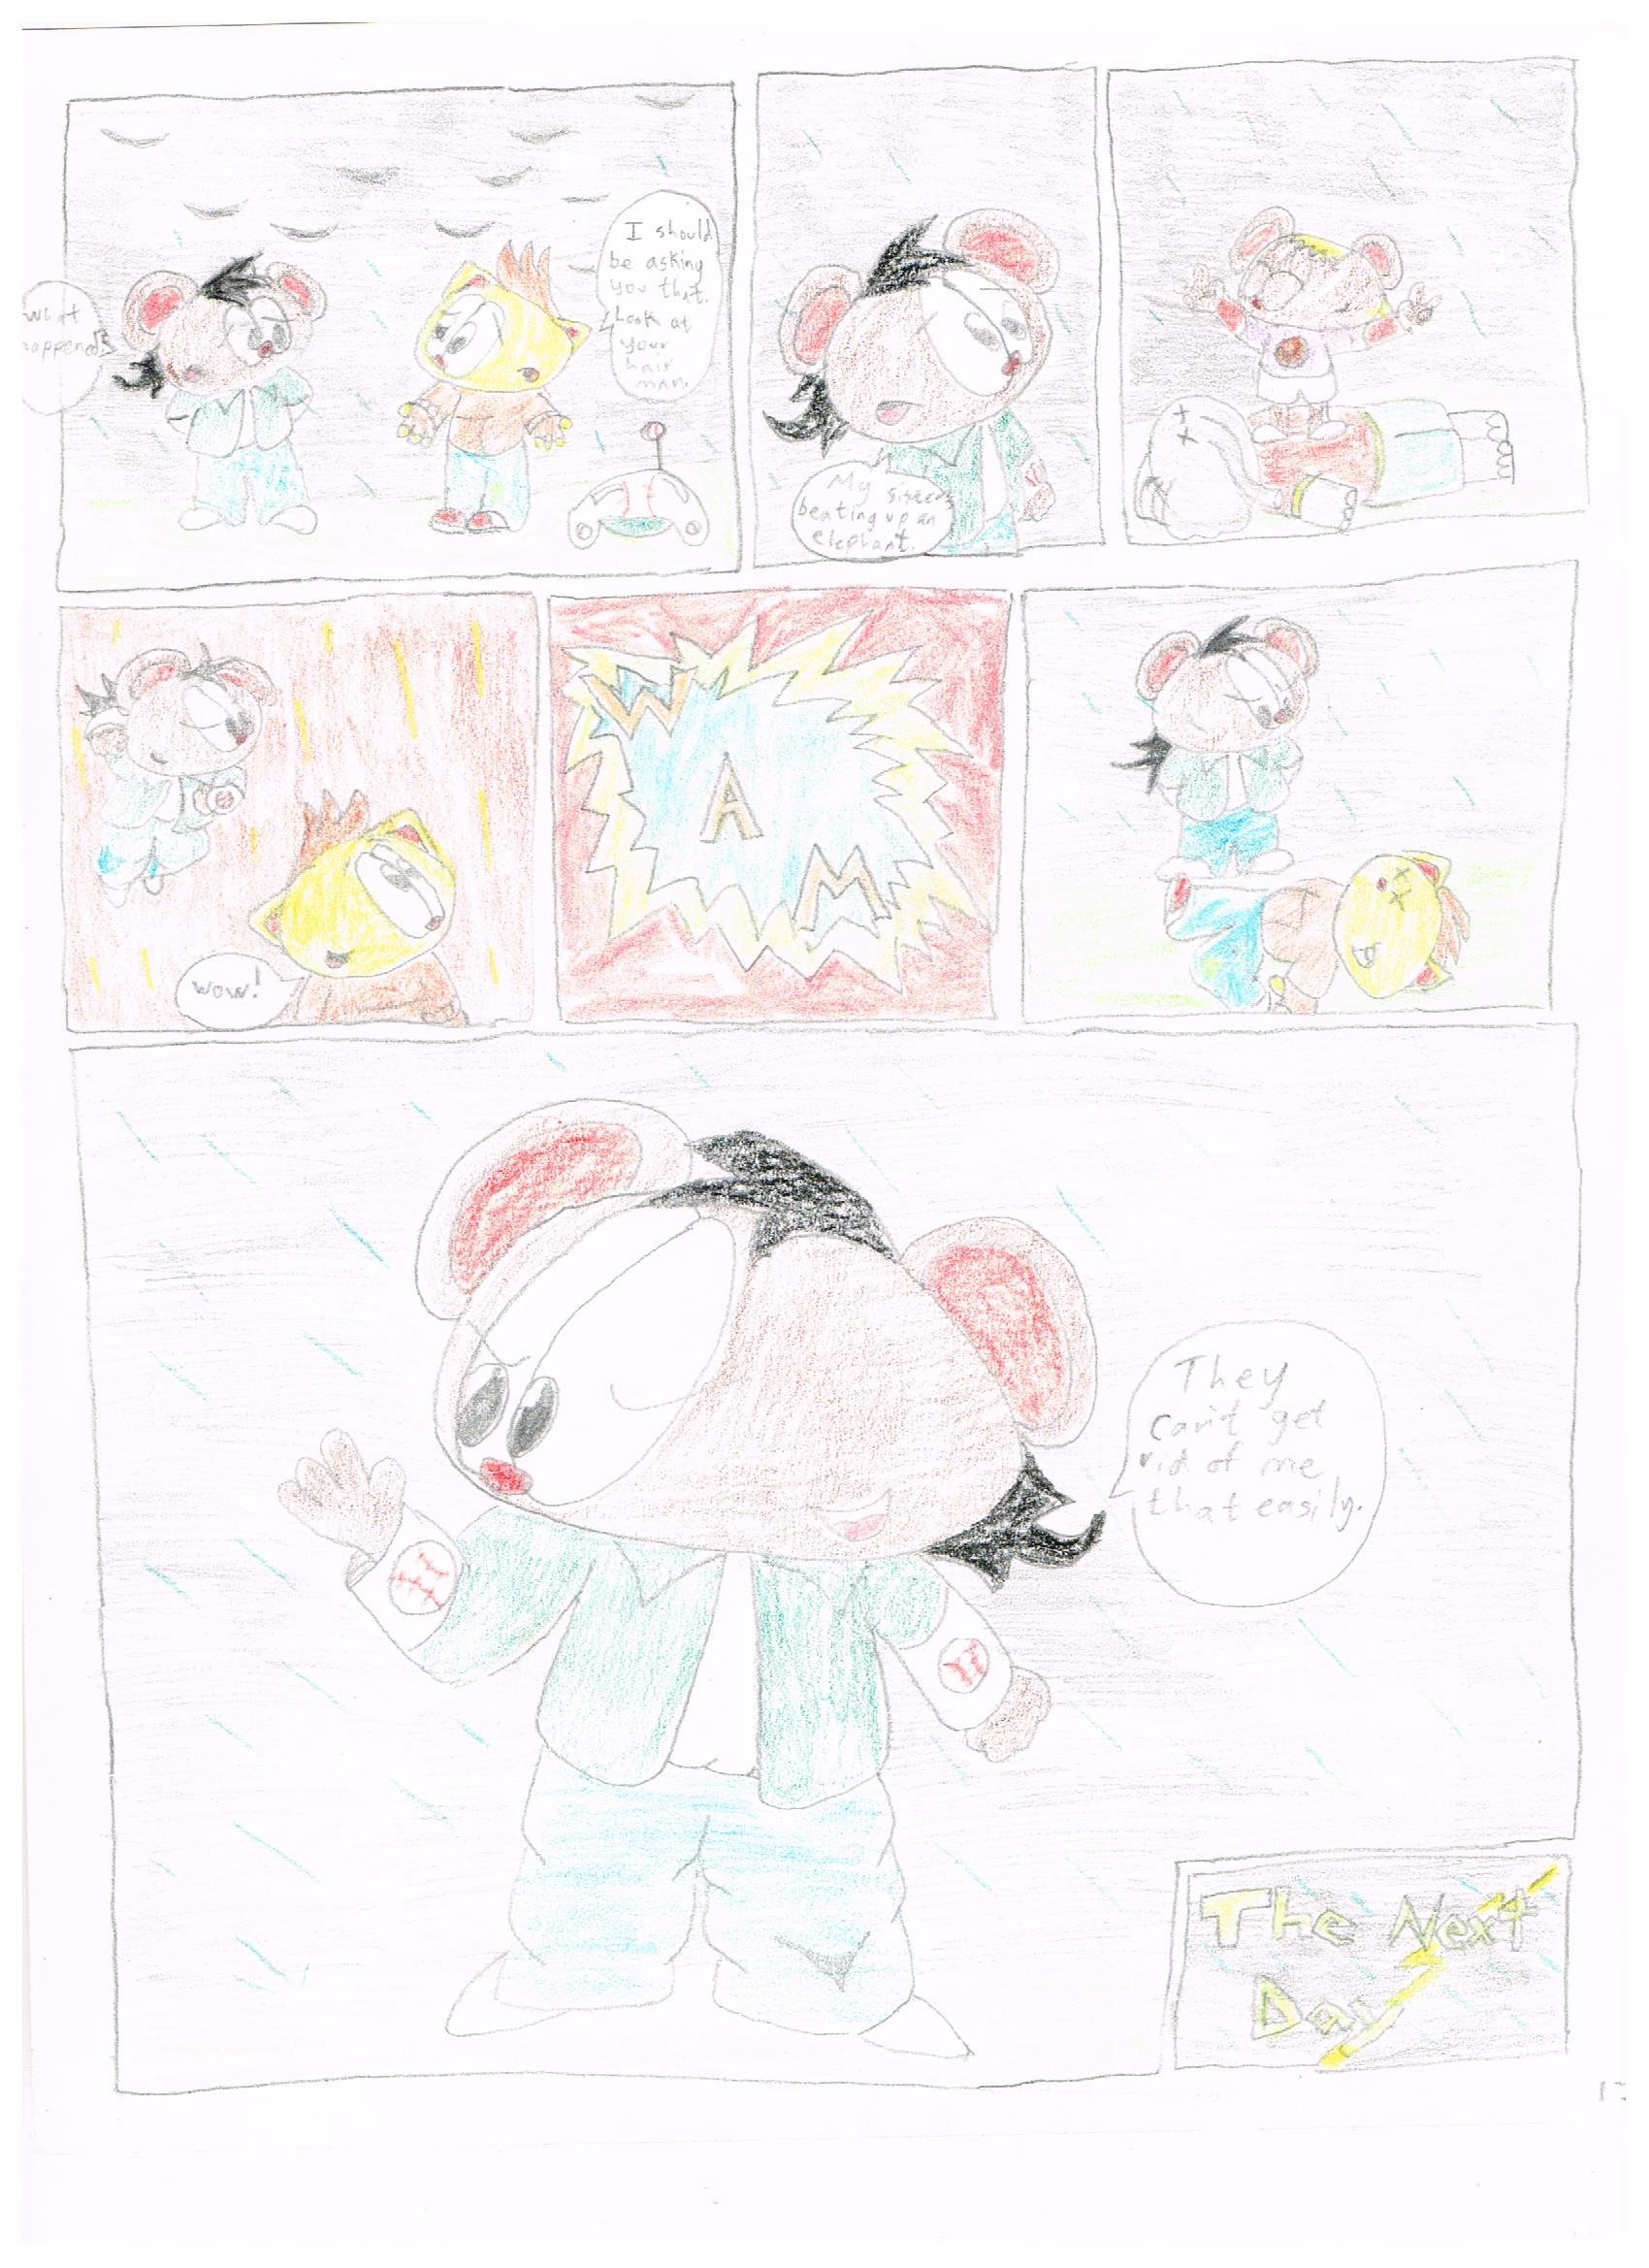 what
happened?
I should
be asking
you that.
Look at
your
hair
man.
My sister
beating up an
elephant.
wow!
W
A
M
They
can't get
rid of me
that easily.
The Next
Day